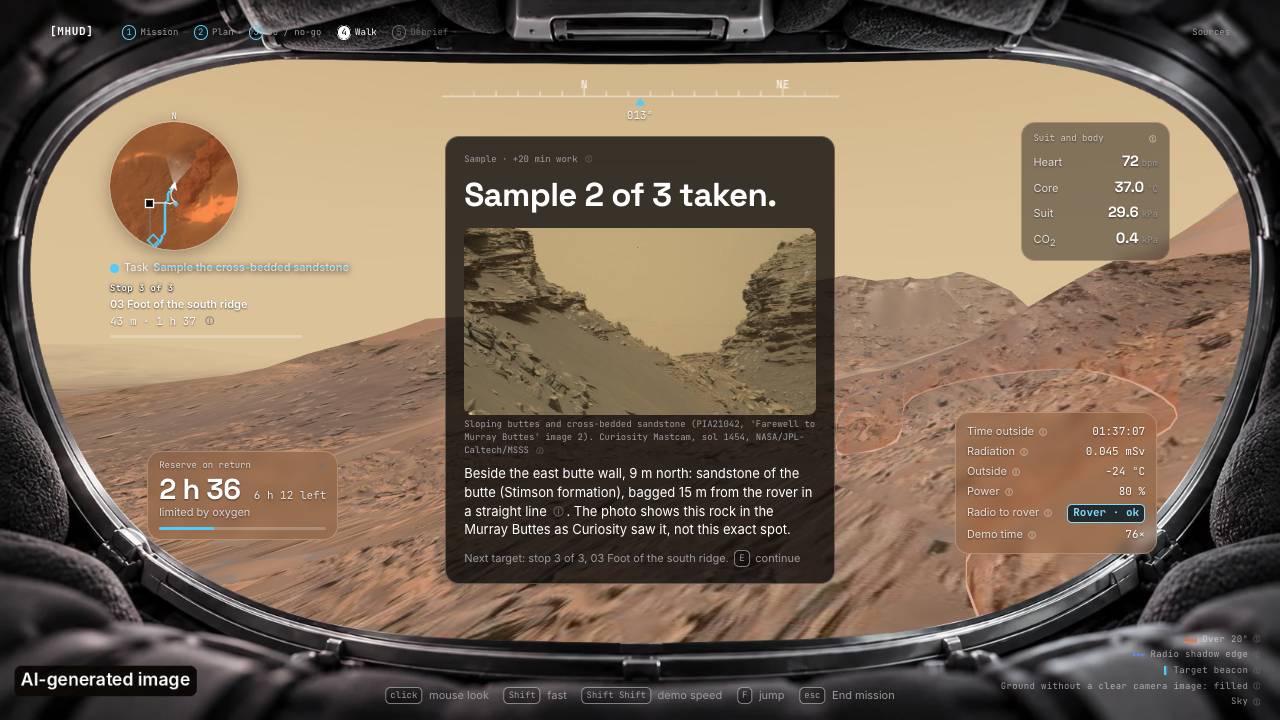 [MHUD]
1 Mission 2 Plan 3 Go / no-go 4 Walk 5 Debrief
Sources
N NE
013°
N
Task Sample the cross-bedded sandstone
Stop 3 of 3
03 Foot of the south ridge
43 m · 1 h 37
Reserve on return
2 h 36 6 h 12 left
limited by oxygen
Sample · +20 min work
Sample 2 of 3 taken.
Sloping buttes and cross-bedded sandstone (PIA21042, 'Farewell to
Murray Buttes' image 2). Curiosity Mastcam, sol 1454, NASA/JPL-
Caltech/MSSS
Beside the east butte wall, 9 m north: sandstone of the
butte (Stimson formation), bagged 15 m from the rover in
a straight line . The photo shows this rock in the
Murray Buttes as Curiosity saw it, not this exact spot.
Next target: stop 3 of 3, 03 Foot of the south ridge. E continue
Suit and body
Heart 72 bpm
Core 37.0 °C
Suit 29.6 kPa
CO2 0.4 kPa
Time outside 01:37:07
Radiation 0.045 mSv
Outside -24 °C
Power 80 %
Radio to rover Rover · ok
Demo time 76×
Over 20°
Radio shadow edge
Target beacon
Ground without a clear camera image: filled
Sky
AI-generated image
click mouse look Shift fast Shift Shift demo speed F jump esc End mission